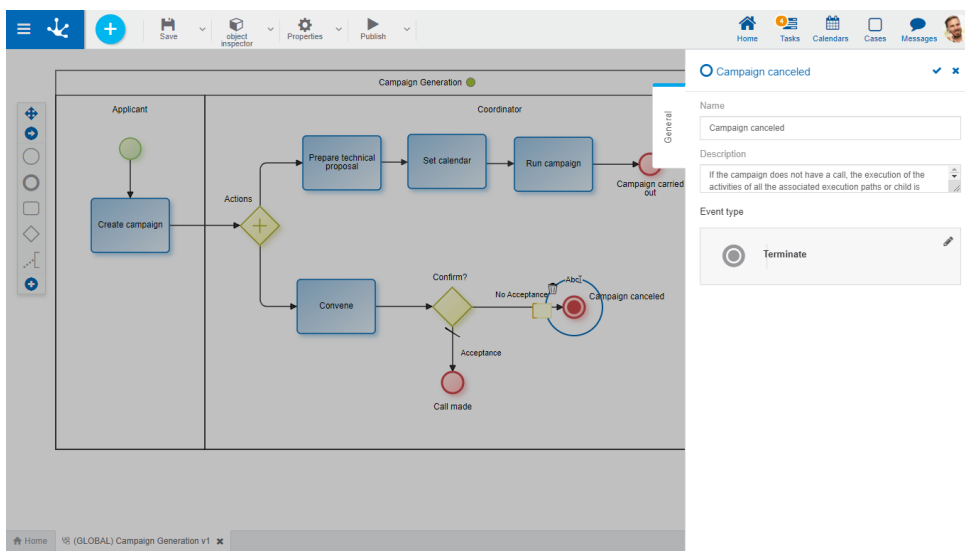 Save
object
inspector
Properties
Publish
Home
4
Tasks
Calendars
Cases
Messages
Campaign Generation
Applicant
Coordinator
Create campaign
Actions
Prepare technical
proposal
Set calendar
Run campaign
Campaign carried
out
Convene
Confirm?
No Acceptance
Abc
Campaign canceled
Acceptance
Call made
General
Campaign canceled
Name
Campaign canceled
Description
If the campaign does not have a call, the execution of the
activities of all the associated execution paths or child is
Event type
Terminate
Home
(GLOBAL) Campaign Generation v1